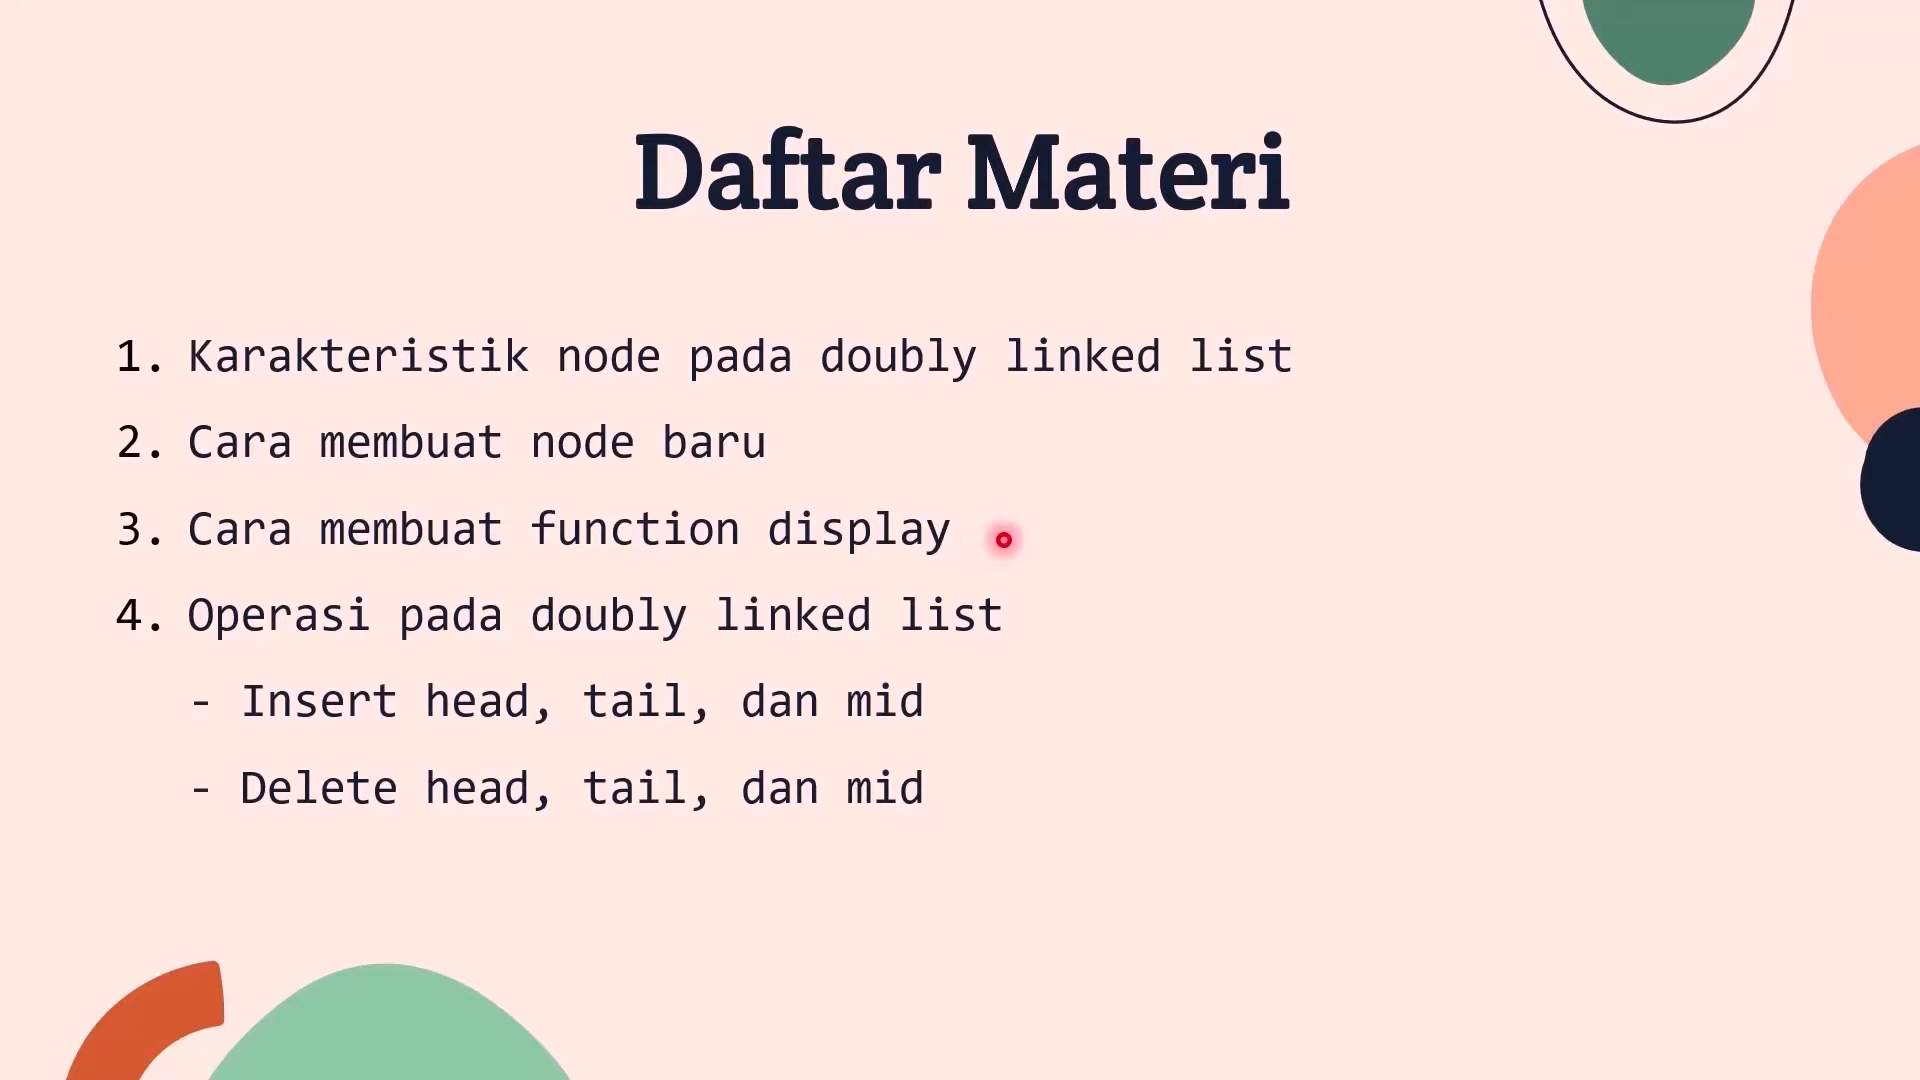 Daftar Materi
1. Karakteristik node pada doubly linked list
2. Cara membuat node baru
3. Cara membuat function display
4. Operasi pada doubly linked list
- Insert head, tail, dan mid
- Delete head, tail, dan mid